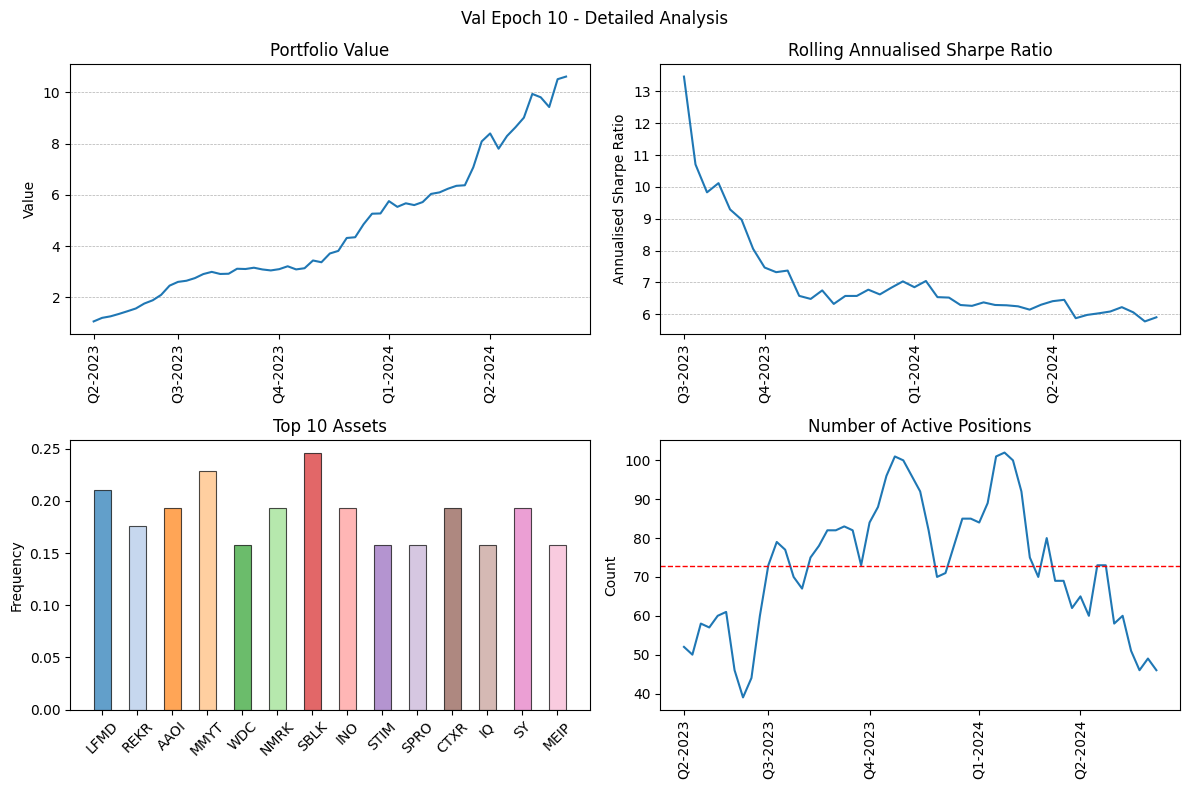 Val Epoch 10 - Detailed Analysis
Portfolio Value
Value
10
8
6
4
2
Q2-2023
Q3-2023
Q4-2023
Q1-2024
Q2-2024
Rolling Annualised Sharpe Ratio
Annualised Sharpe Ratio
13
12
11
10
9
8
7
6
Q3-2023
Q4-2023
Q1-2024
Q2-2024
Top 10 Assets
Frequency
0.25
0.20
0.15
0.10
0.05
0.00
LFMD
REKR
AAOI
MMYT
WDC
NMRK
SBLK
INO
STIM
SPRO
CTXR
IQ
SY
MEIP
Number of Active Positions
Count
100
90
80
70
60
50
40
Q2-2023
Q3-2023
Q4-2023
Q1-2024
Q2-2024